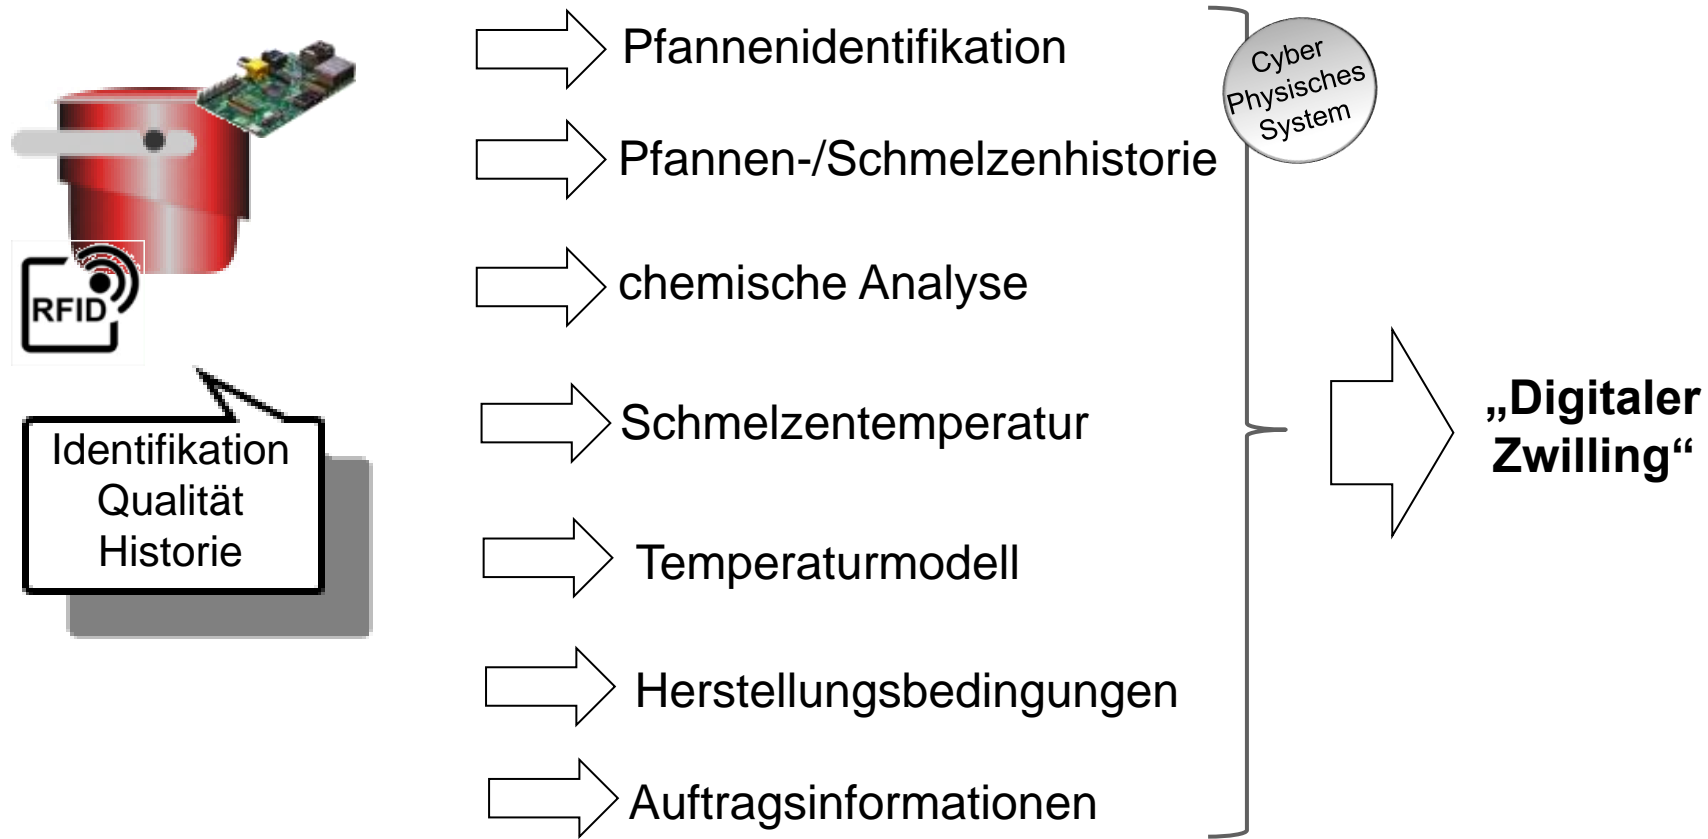 Pfannenidentifikation
Pfannen-/Schmelzenhistorie
chemische Analyse
Schmelzentemperatur
Temperaturmodell
Herstellungsbedingungen
Auftragsinformationen
RFID
Identifikation
Qualität
Historie
Cyber
Physisches
System
„Digitaler
Zwilling“